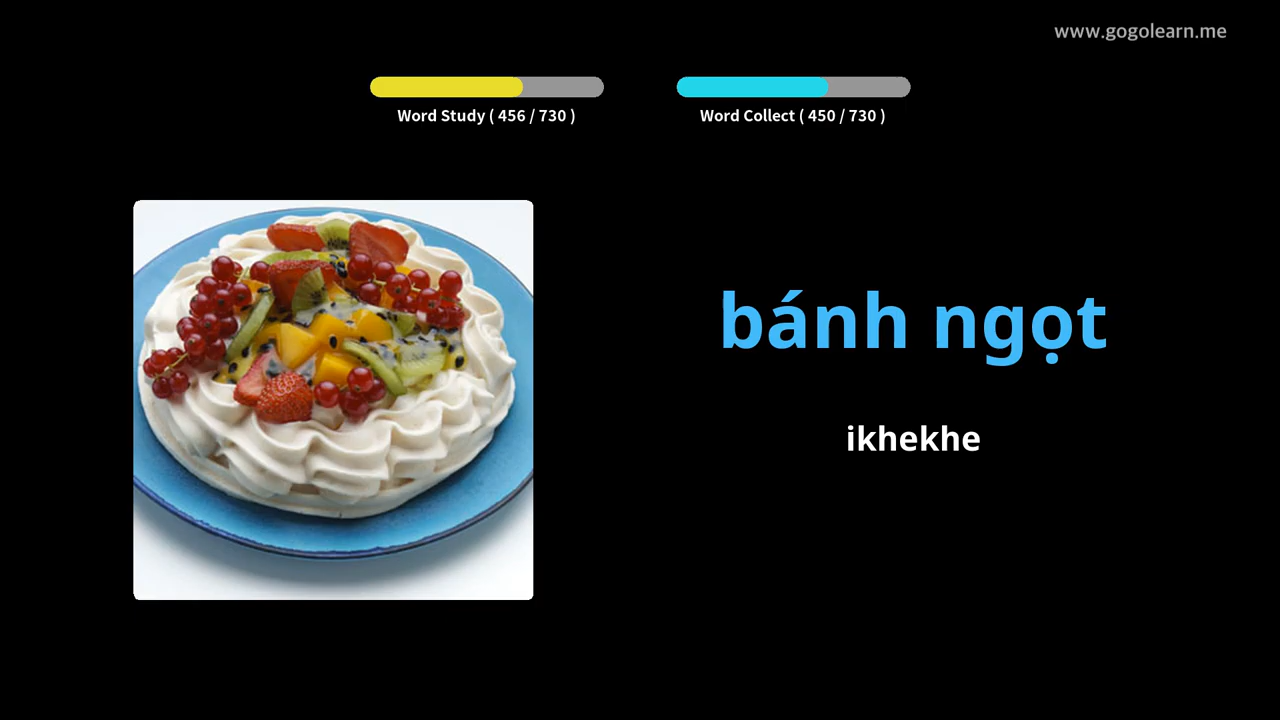 www.gogolearn.me
Word Study ( 456 / 730 )
Word Collect ( 450 / 730 )
bánh ngọt
ikhekhe